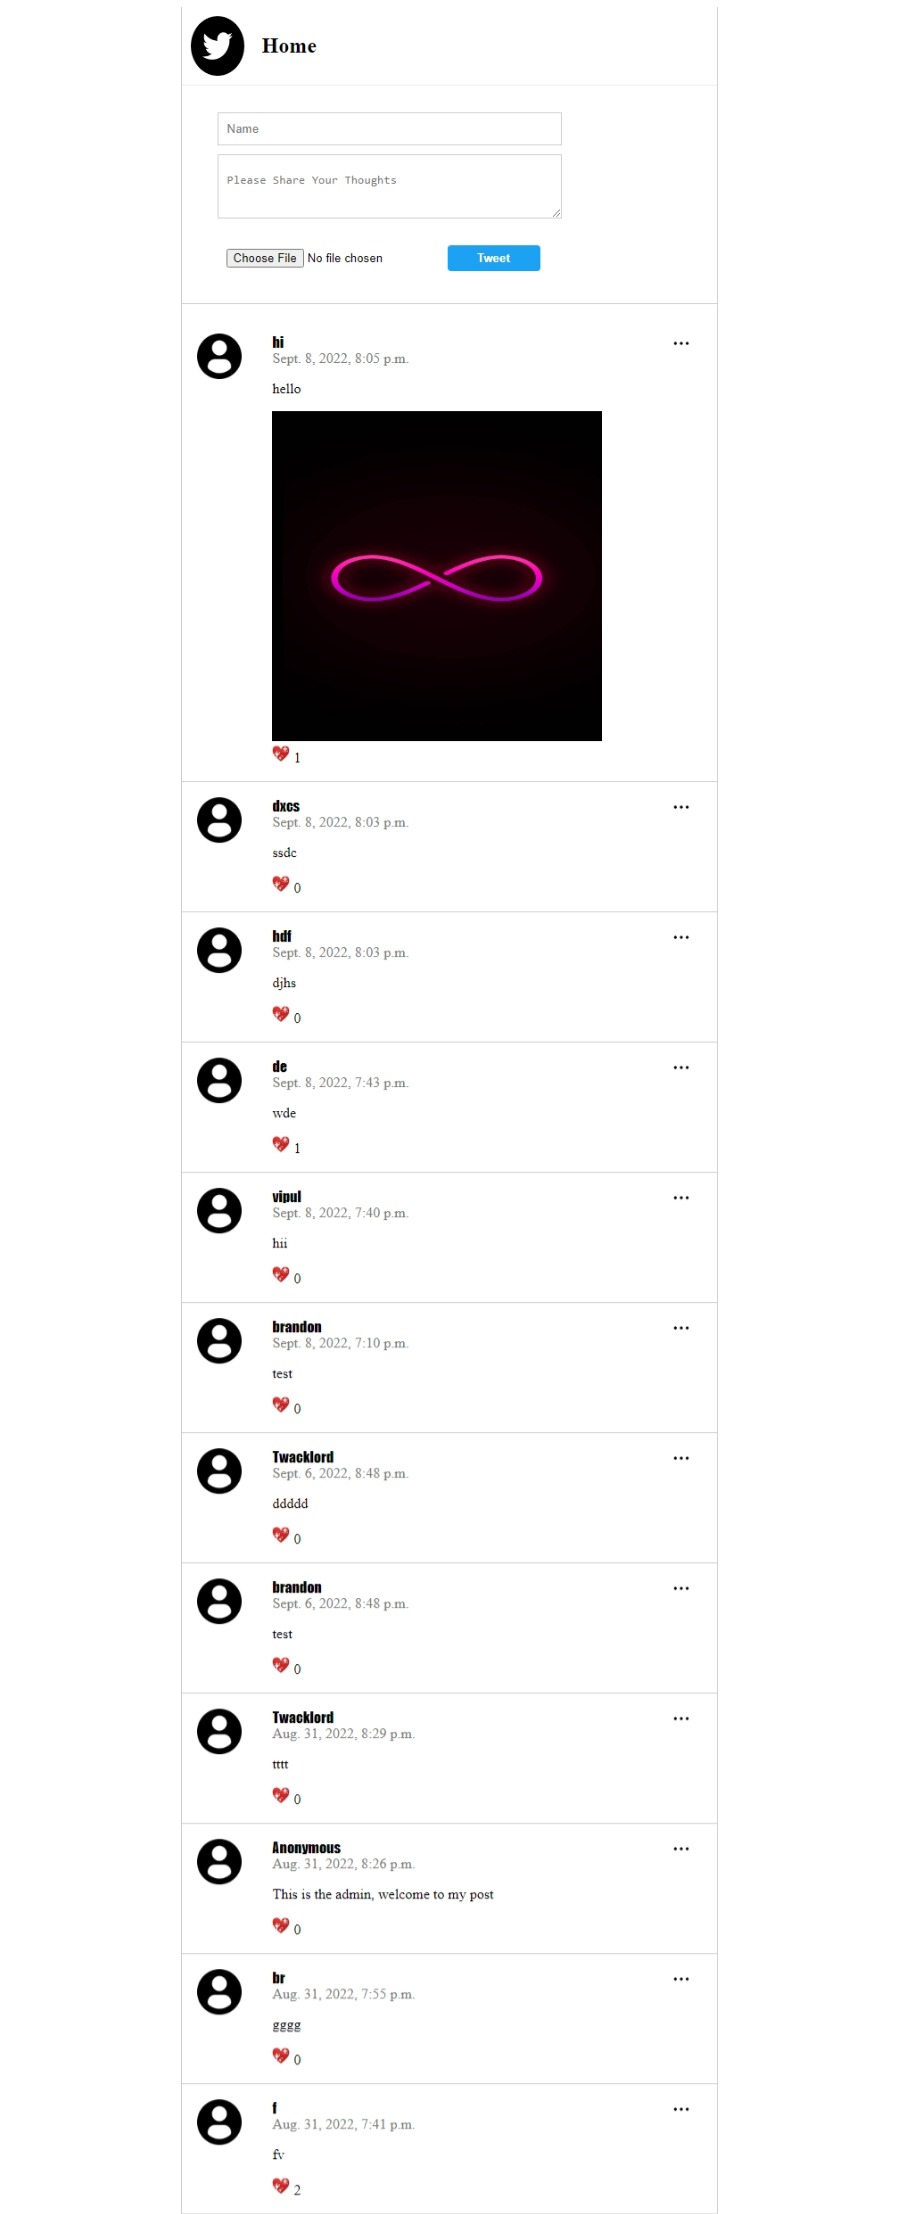 Home
Name
Please Share Your Thoughts
Choose File No file chosen
Tweet
hi
Sept. 8, 2022, 8:05 p.m.
hello
1
dxcs
Sept. 8, 2022, 8:03 p.m.
ssdc
0
hdf
Sept. 8, 2022, 8:03 p.m.
djhs
0
de
Sept. 8, 2022, 7:43 p.m.
wde
1
vipul
Sept. 8, 2022, 7:40 p.m.
hii
0
brandon
Sept. 8, 2022, 7:10 p.m.
test
0
Twacklord
Sept. 6, 2022, 8:48 p.m.
ddddd
0
brandon
Sept. 6, 2022, 8:48 p.m.
test
0
Twacklord
Aug. 31, 2022, 8:29 p.m.
tttt
0
Anonymous
Aug. 31, 2022, 8:26 p.m.
This is the admin, welcome to my post
0
br
Aug. 31, 2022, 7:55 p.m.
gggg
0
f
Aug. 31, 2022, 7:41 p.m.
fv
2